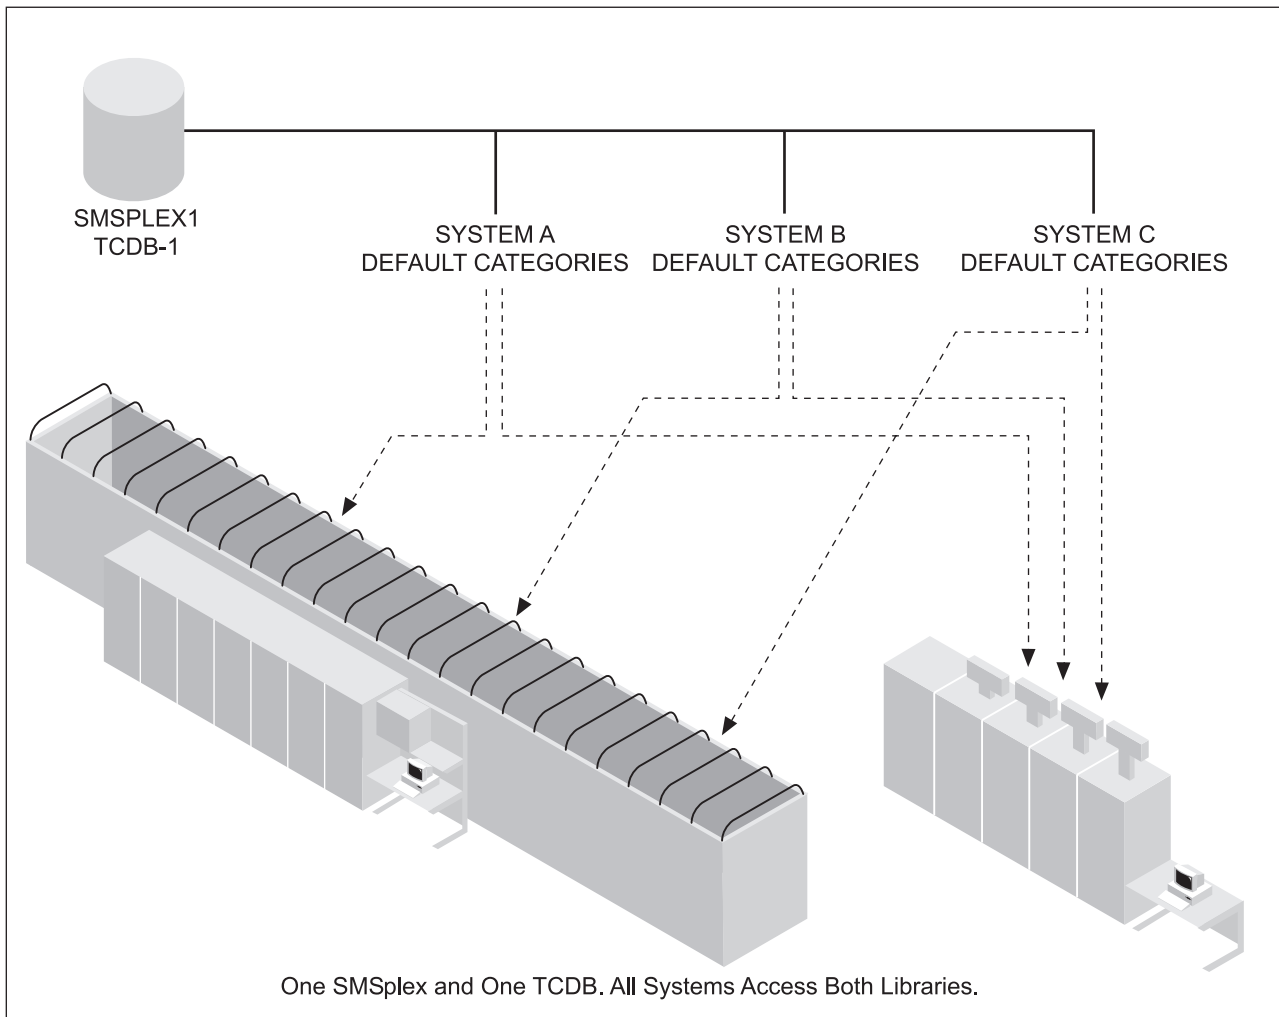 SMSPLEX1
TCDB-1
SYSTEM A
DEFAULT CATEGORIES
SYSTEM B
DEFAULT CATEGORIES
SYSTEM C
DEFAULT CATEGORIES
One SMSplex and One TCDB. All Systems Access Both Libraries.